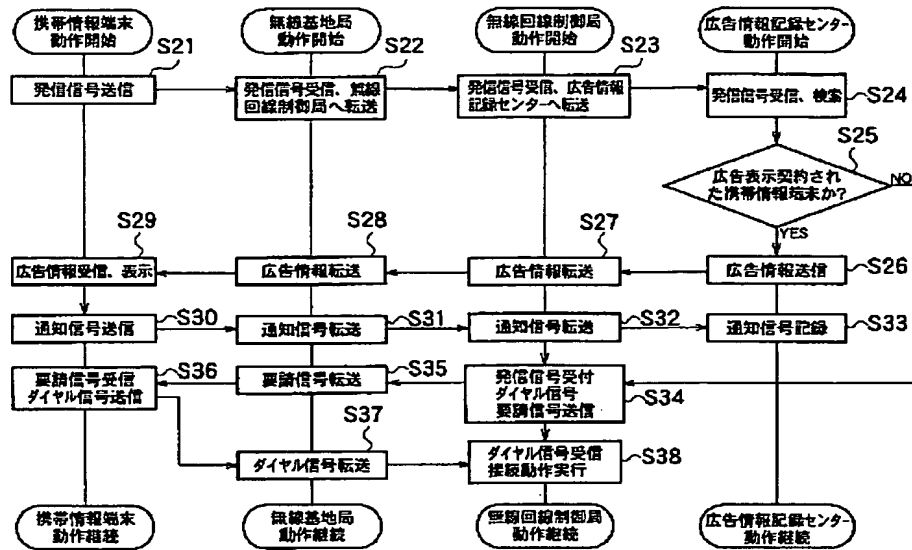 携帯情報端末
動作開始
無線基地局
動作開始
無線回線制御局
動作開始
広告情報記録センター
動作開始
S21
S22
S23
発信信号送信
発信信号受信、無線
回線制御局へ転送
発信信号受信、広告情報
記録センターへ転送
発信信号受信、検索
S24
S25
広告表示契約され
た携帯情報端末か?
NO
YES
S29
S28
S27
広告情報受信、表示
広告情報転送
広告情報転送
広告情報送信
S26
通知信号送信
S30
通知信号転送
S31
通知信号転送
S32
通知信号記録
S33
要請信号受信
ダイヤル信号送信
S36
要請信号転送
S35
発信信号受付
ダイヤル信号
要請信号送信
S34
S37
ダイヤル信号転送
ダイヤル信号受信
接続動作実行
S38
携帯情報端末
動作継続
無線基地局
動作継続
無線回線制御局
動作継続
広告情報記録センター
動作継続